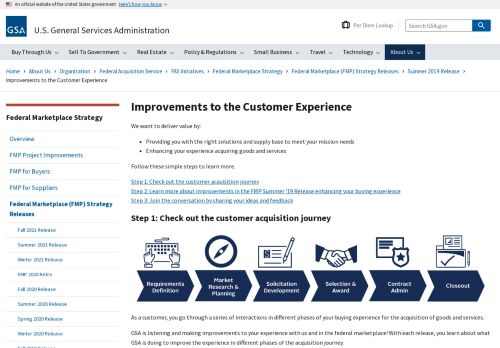 An official website of the United States government Here's how you know
GSA
U.S. General Services Administration
Per Diem Lookup
Search GSA.gov
Buy Through Us
Sell To Government
Real Estate
Policy & Regulations
Small Business
Travel
Technology
About Us
Home › About Us › Organization › Federal Acquisition Service › FAS Initiatives › Federal Marketplace Strategy › Federal Marketplace (FMP) Strategy Releases › Summer 2019 Release ›
Improvements to the Customer Experience
Federal Marketplace Strategy
Overview
FMP Project Improvements
FMP for Buyers
FMP for Suppliers
Federal Marketplace (FMP) Strategy
Releases
Fall 2021 Release
Summer 2021 Release
Winter 2021 Release
FMP 2020 Retro
Fall 2020 Release
Summer 2020 Release
Spring 2020 Release
Winter 2020 Release
Improvements to the Customer Experience
We want to deliver value by:
• Providing you with the right solutions and supply base to meet your mission needs
• Enhancing your experience acquiring goods and services
Follow these simple steps to learn more.
Step 1: Check out the customer acquisition journey
Step 2: Learn more about improvements in the FMP Summer '19 Release enhancing your buying experience
Step 3: Join the conversation by sharing your ideas and feedback
Step 1: Check out the customer acquisition journey
Requirements
Definition
Market
Research &
Planning
Solicitation
Development
Selection &
Award
Contract
Admin
Closeout
As a customer, you go through a series of interactions in different phases of your buying experience for the acquisition of goods and services.
GSA is listening and making improvements to your experience with us and in the federal marketplace! With each release, you learn about what
GSA is doing to improve the experience in different phases of the acquisition journey.